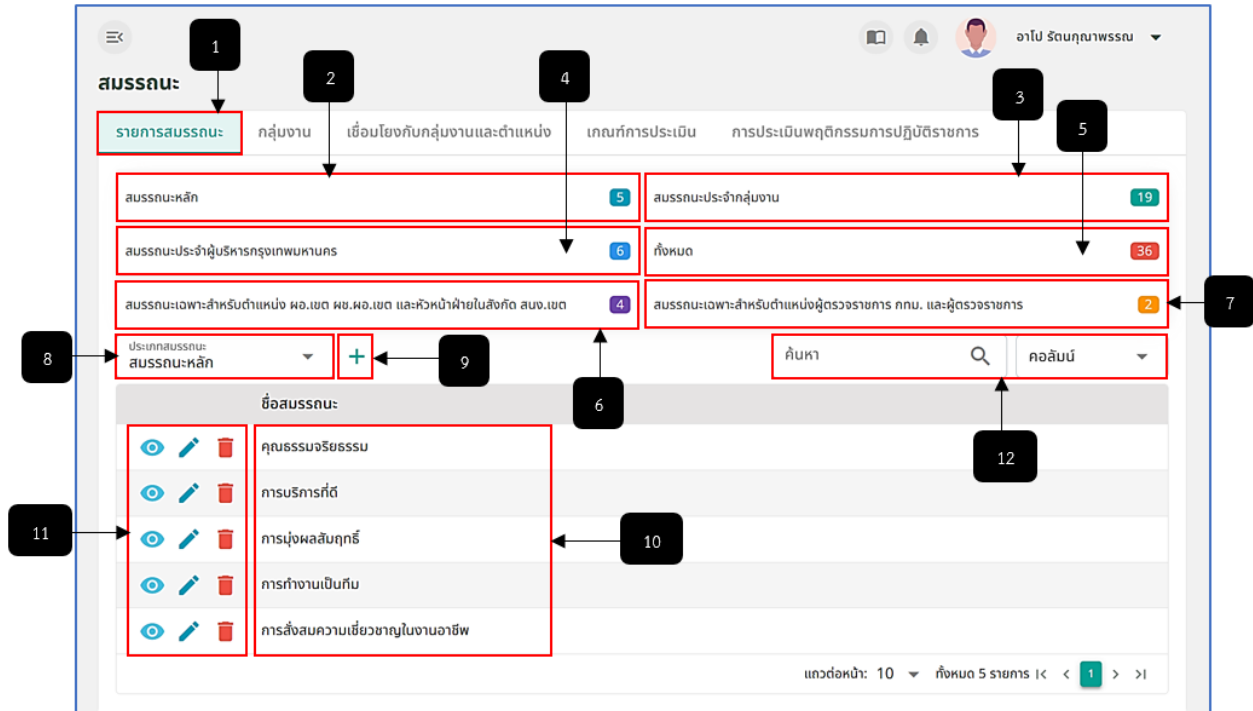 1
2
4
3
5
อาโป รัตนกุณาพรรณ
สมรรถนะ
รายการสมรรถนะ กลุ่มงาน เชื่อมโยงกับกลุ่มงานและตำแหน่ง เกณฑ์การประเมิน การประเมินพฤติกรรมการปฏิบัติราชการ
สมรรถนะหลัก 5 สมรรถนะประจำกลุ่มงาน 19
สมรรถนะประจำผู้บริหารกรุงเทพมหานคร 6 ทั้งหมด 36
สมรรถนะเฉพาะสำหรับตำแหน่ง ผอ.เขต ผช.ผอ.เขต และหัวหน้าฝ่ายในสังกัด สนง.เขต 4 สมรรถนะเฉพาะสำหรับตำแหน่งผู้ตรวจราชการ กทม. และผู้ตรวจราชการ 2
7
8
ประเภทสมรรถนะ
สมรรถนะหลัก
+
9
ค้นหา คอลัมน์
6
12
ชื่อสมรรถนะ
คุณธรรมจริยธรรม
การบริการที่ดี
11
การมุ่งผลสัมฤทธิ์
10
การทำงานเป็นทีม
การสั่งสมความเชี่ยวชาญในงานอาชีพ
แถวต่อหน้า: 10 ทั้งหมด 5 รายการ |< < 1 > >|